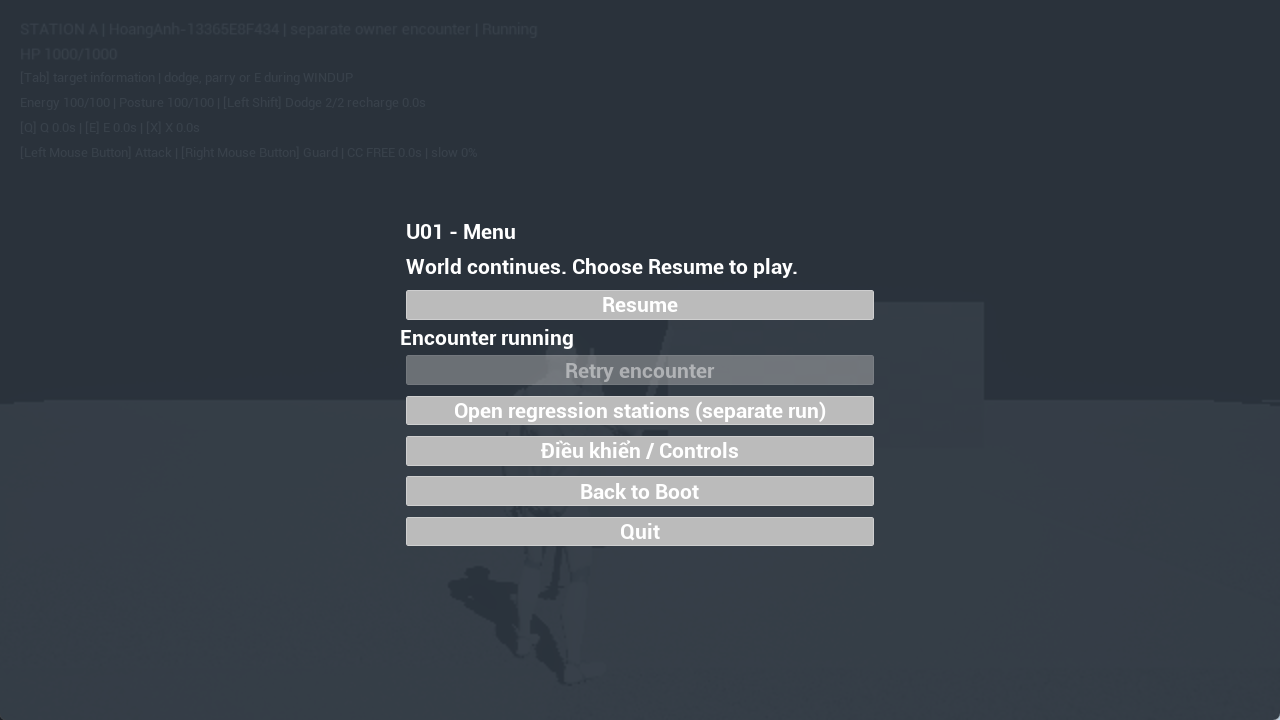 STATION A | HoangAnh-13365E8F434 | separate owner encounter | Running
HP 1000/1000
[Tab] target information | dodge, parry or E during WINDUP
Energy 100/100 | Posture 100/100 | [Left Shift] Dodge 2/2 recharge 0.0s
[Q] Q 0.0s | [E] E 0.0s | [X] X 0.0s
[Left Mouse Button] Attack | [Right Mouse Button] Guard | CC FREE 0.0s | slow 0%
U01 - Menu
World continues. Choose Resume to play.
Resume
Encounter running
Retry encounter
Open regression stations (separate run)
Điều khiển / Controls
Back to Boot
Quit